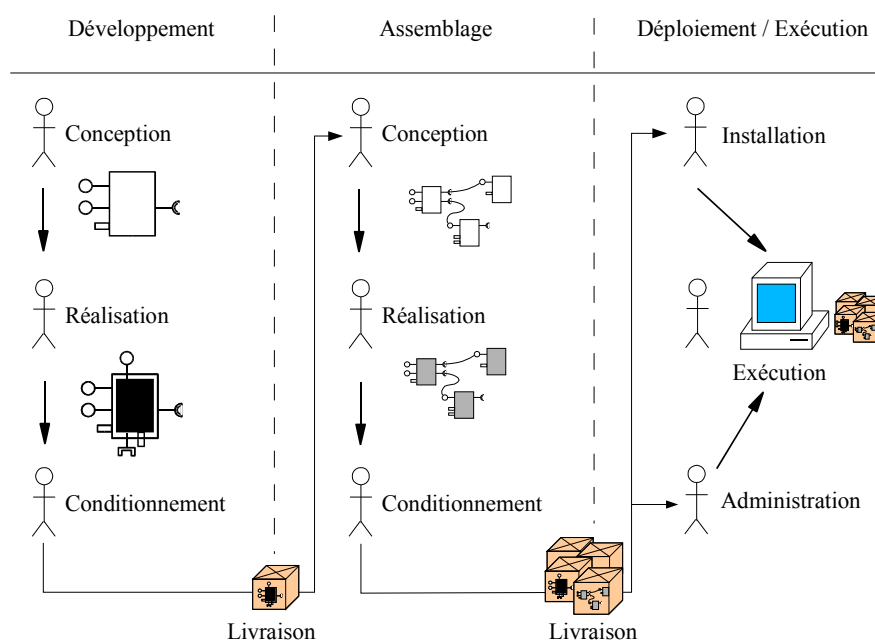 Développement
Assemblage
Déploiement / Exécution
Conception
Conception
Installation
Réalisation
Réalisation
Exécution
Conditionnement
Conditionnement
Administration
Livraison
Livraison